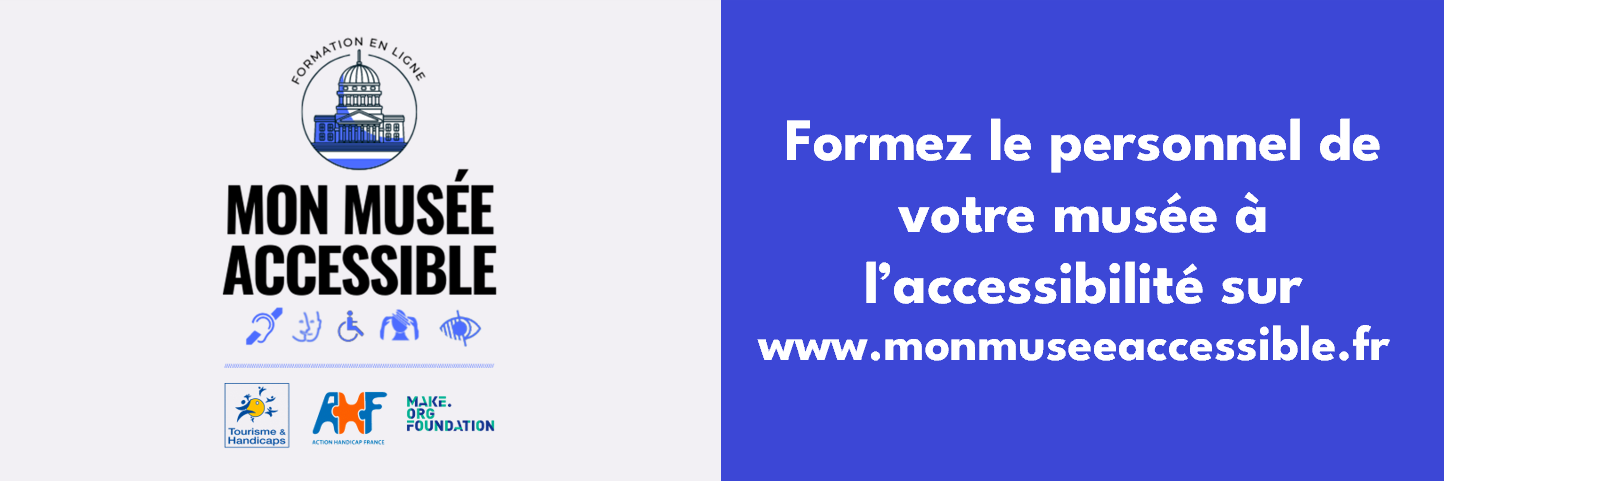 FORMATION EN LIGNE
MON MUSÉE
ACCESSIBLE
Tourisme &
Handicaps
AHF
ACTION HANDICAP FRANCE
MAKE.
ORG
FOUNDATION
Formez le personnel de
votre musée à
l’accessibilité sur
www.monmuseeaccessible.fr